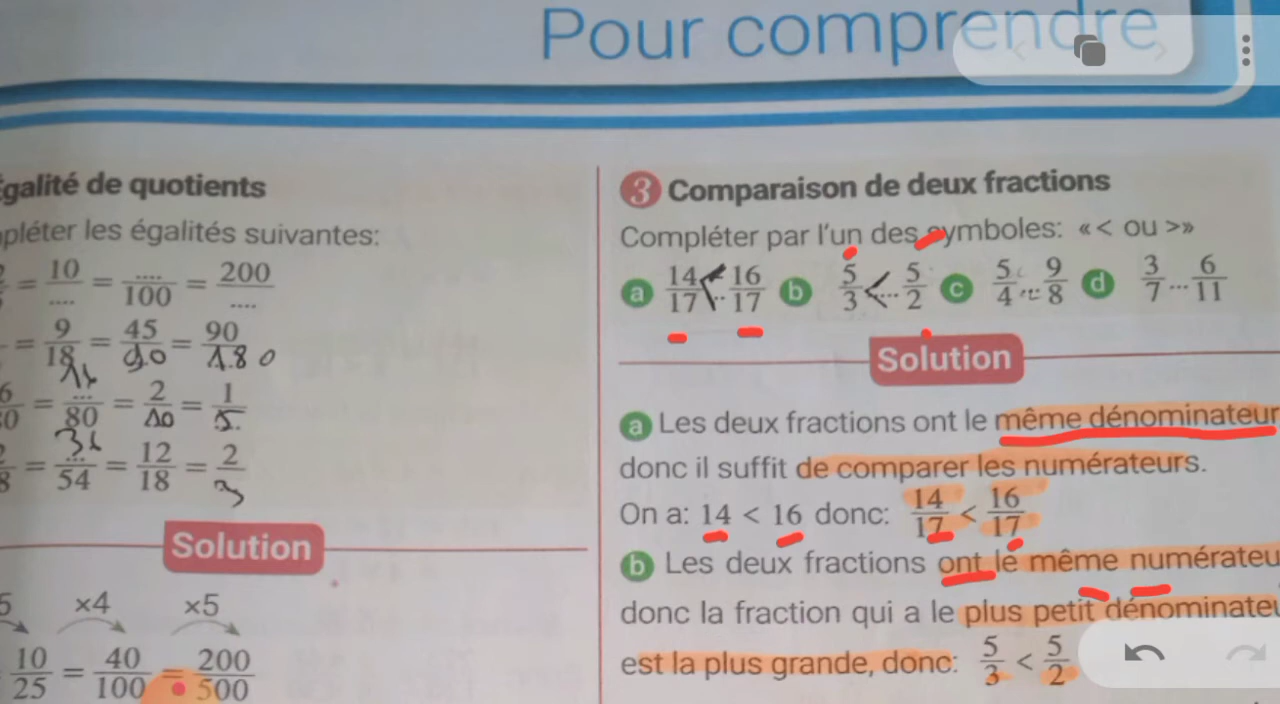 Pour comprendre
galité de quotients
pléter les égalités suivantes:
= 10/.... = ..../100 = 200/....
= 9/18 = 45/90 = 90/180
6/ = 16/80 = 2/10 = 1/5
= 36/54 = 12/18 = 2/3
Solution
5 ×4 ×5
10/25 = 40/100 = 200/500
3 Comparaison de deux fractions
Compléter par l'un des symboles: «< ou >»
a 14/17 < 16/17 b 5/3 < ... 5/2 c 5/4 ... 9/8 d 3/7 ... 6/11
Solution
a Les deux fractions ont le même dénominateur
donc il suffit de comparer les numérateurs.
On a: 14 < 16 donc: 14/17 < 16/17
b Les deux fractions ont le même numérateu
donc la fraction qui a le plus petit dénominate
est la plus grande, donc: 5/3 < 5/2